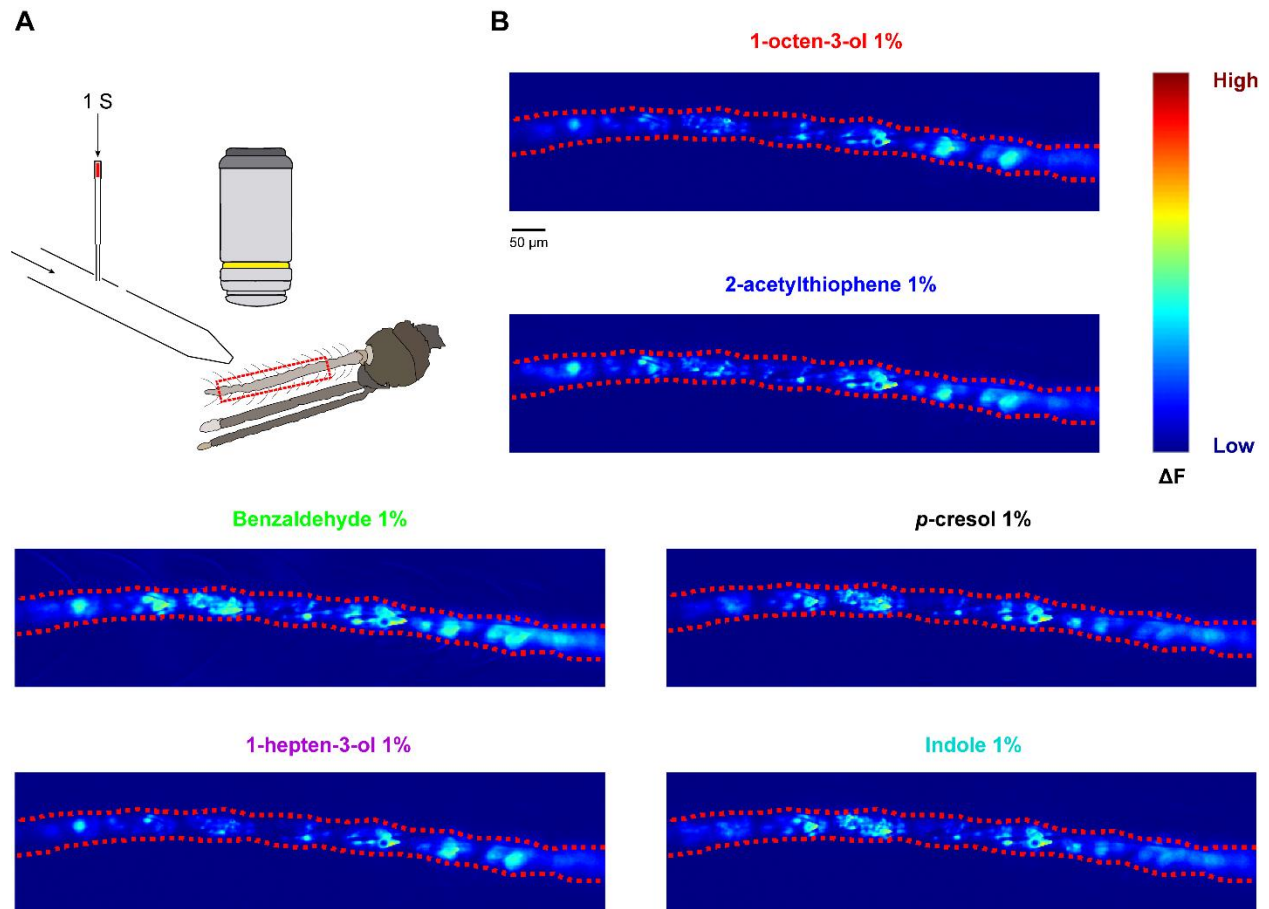 A
B
1-octen-3-ol 1%
1 S
High
50 µm
2-acetylthiophene 1%
Low
ΔF
Benzaldehyde 1%
p-cresol 1%
1-hepten-3-ol 1%
Indole 1%